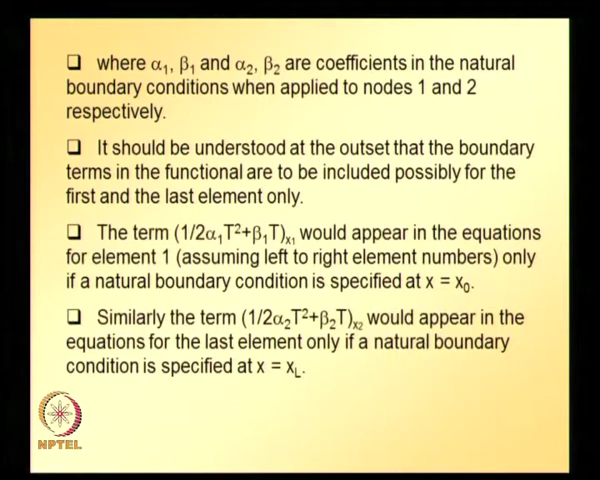 ❑ where α₁, β₁ and α₂, β₂ are coefficients in the natural
boundary conditions when applied to nodes 1 and 2
respectively.
❑ It should be understood at the outset that the boundary
terms in the functional are to be included possibly for the
first and the last element only.
❑ The term (1/2α₁T²+β₁T)ₓ₁ would appear in the equations
for element 1 (assuming left to right element numbers) only
if a natural boundary condition is specified at x = x₀.
❑ Similarly the term (1/2α₂T²+β₂T)ₓ₂ would appear in the
equations for the last element only if a natural boundary
condition is specified at x = x_L.
NPTEL